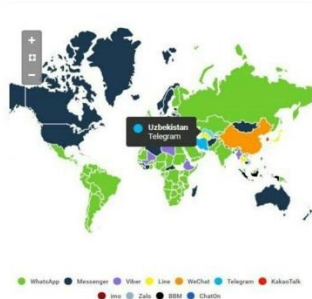 +
−
Uzbekistan
Telegram
WhatsApp Messenger Viber Line WeChat Telegram KakaoTalk
imo Zalo BBM ChatOn